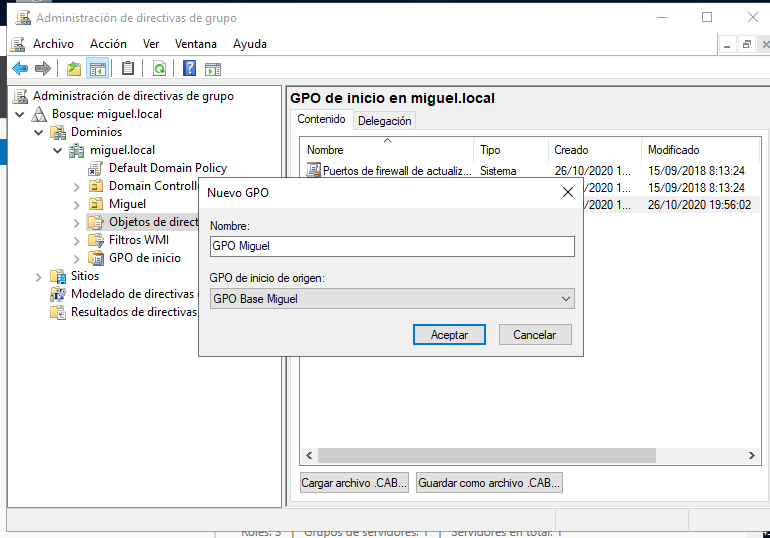 Administración de directivas de grupo
Archivo Acción Ver Ventana Ayuda
Administración de directivas de grupo
Bosque: miguel.local
Dominios
miguel.local
Default Domain Policy
Domain Controlle
Miguel
Objetos de direct
Filtros WMI
GPO de inicio
Sitios
Modelado de directivas
Resultados de directivas
GPO de inicio en miguel.local
Contenido Delegación
Nombre Tipo Creado Modificado
Puertos de firewall de actualiz... Sistema 26/10/2020 1... 15/09/2018 8:13:24
/10/2020 1... 15/09/2018 8:13:24
/10/2020 1... 26/10/2020 19:56:02
Nuevo GPO
Nombre:
GPO Miguel
GPO de inicio de origen:
GPO Base Miguel
Aceptar Cancelar
Cargar archivo .CAB... Guardar como archivo .CAB...
Roles: 5 Grupos de servidores: 1 Servidores en total: 1